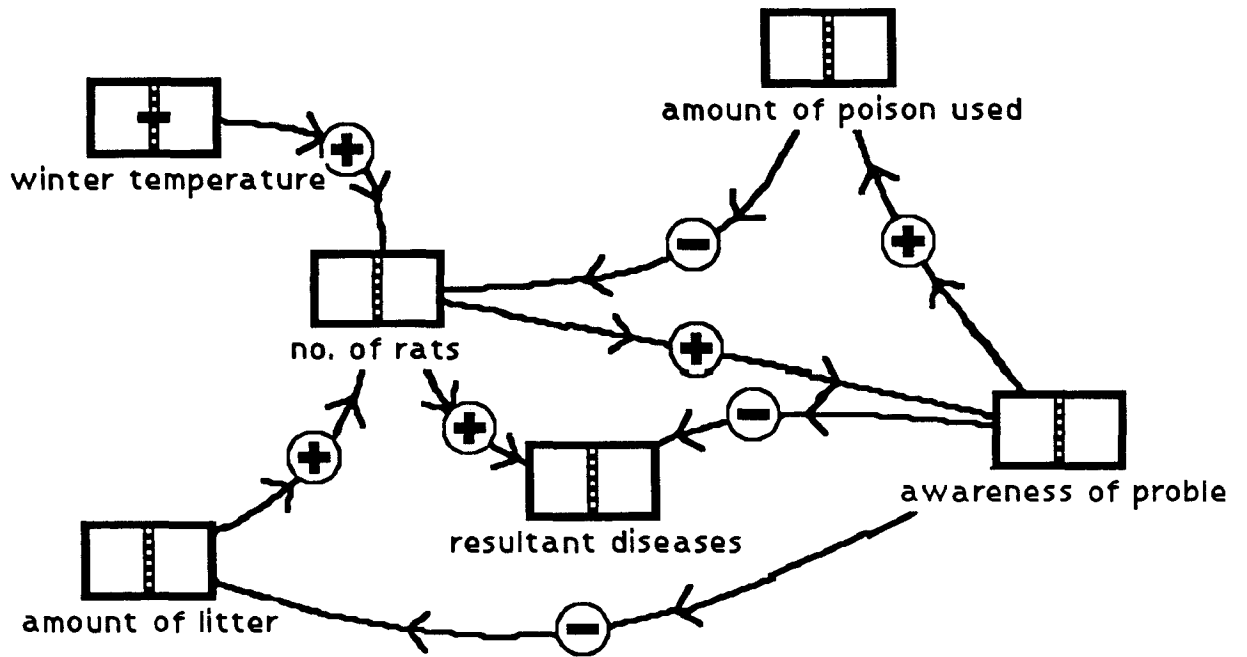 amount of poison used
winter temperature
no. of rats
awareness of proble
resultant diseases
amount of litter